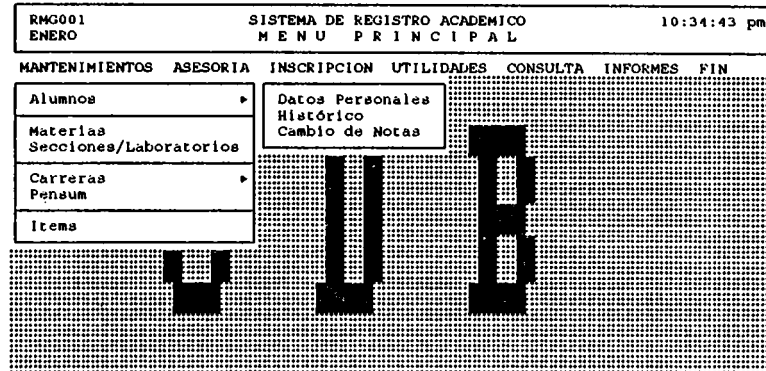 RMG001 SISTEMA DE REGISTRO ACADEMICO 10:34:43 pm
ENERO M E N U P R I N C I P A L
MANTENIMIENTOS ASESORIA INSCRIPCION UTILIDADES CONSULTA INFORMES FIN
Alumnos ►
Materias
Secciones/Laboratorios
Carreras ►
Pensum
Items
Datos Personales
Histórico
Cambio de Notas
U B